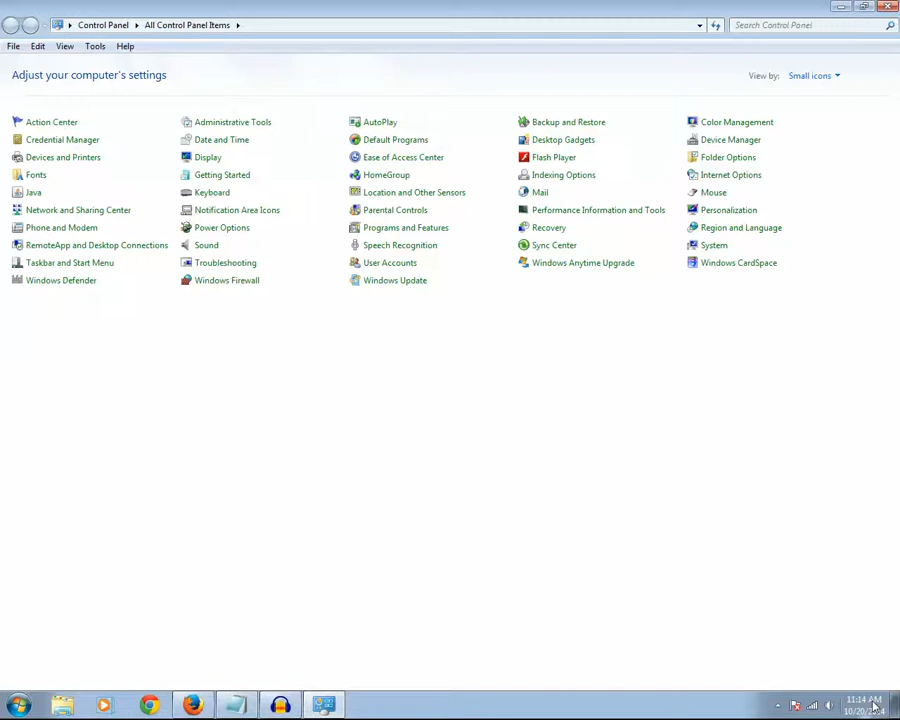 Control Panel All Control Panel Items Search Control Panel
File Edit View Tools Help
Adjust your computer's settings View by: Small icons
Action Center Administrative Tools AutoPlay Backup and Restore Color Management
Credential Manager Date and Time Default Programs Desktop Gadgets Device Manager
Devices and Printers Display Ease of Access Center Flash Player Folder Options
Fonts Getting Started HomeGroup Indexing Options Internet Options
Java Keyboard Location and Other Sensors Mail Mouse
Network and Sharing Center Notification Area Icons Parental Controls Performance Information and Tools Personalization
Phone and Modem Power Options Programs and Features Recovery Region and Language
RemoteApp and Desktop Connections Sound Speech Recognition Sync Center System
Taskbar and Start Menu Troubleshooting User Accounts Windows Anytime Upgrade Windows CardSpace
Windows Defender Windows Firewall Windows Update
11:14 AM